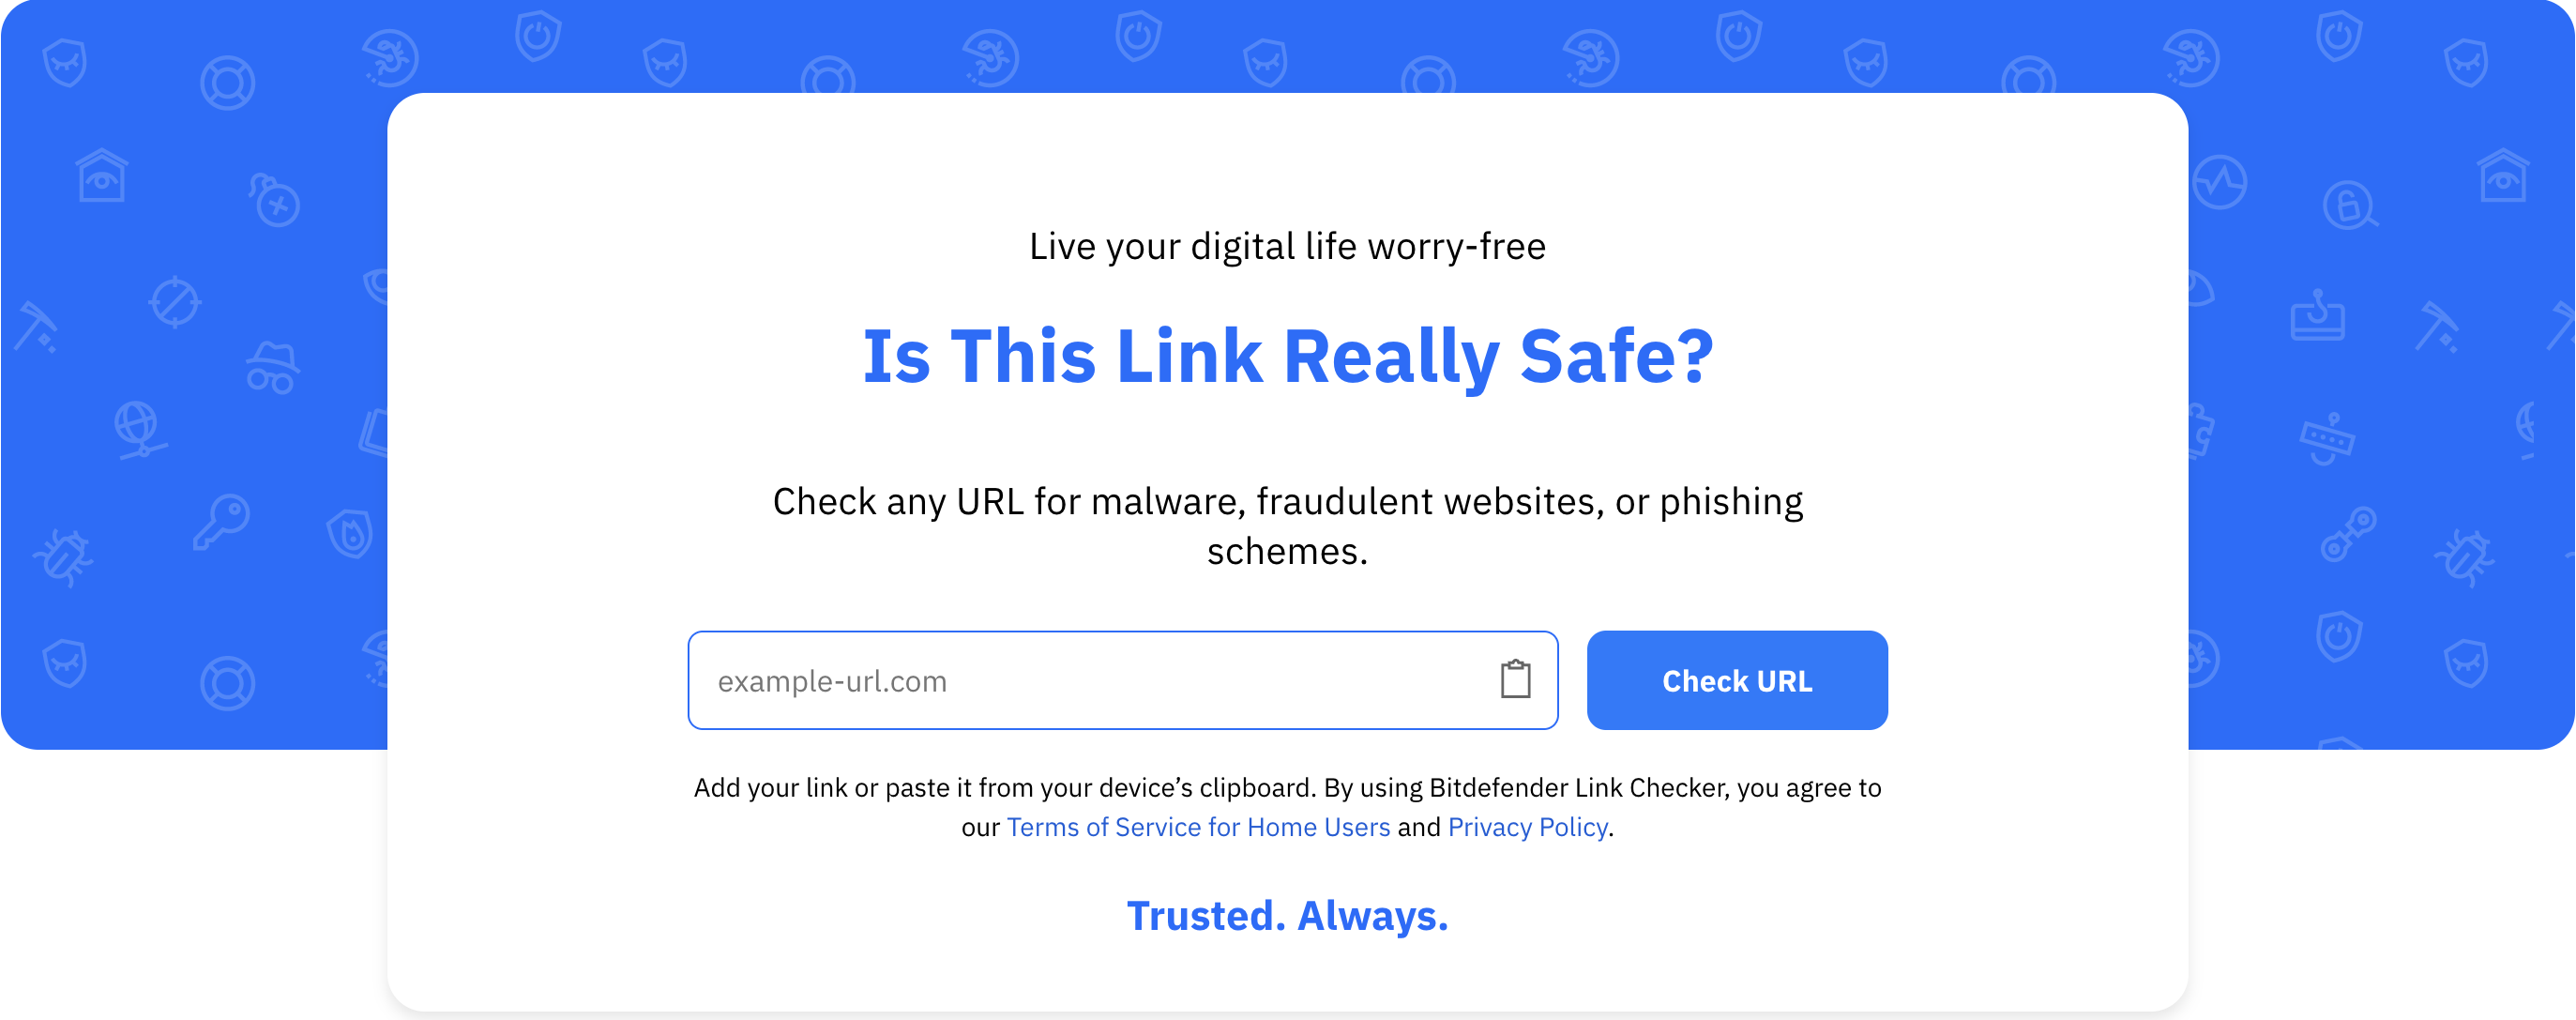 Live your digital life worry-free
Is This Link Really Safe?
Check any URL for malware, fraudulent websites, or phishing
schemes.
example-url.com
Check URL
Add your link or paste it from your device’s clipboard. By using Bitdefender Link Checker, you agree to
our Terms of Service for Home Users and Privacy Policy.
Trusted. Always.